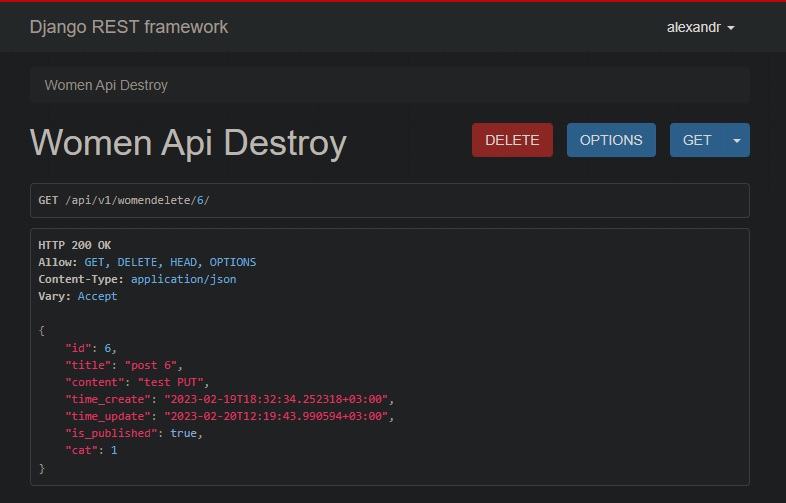 Django REST framework
alexandr
Women Api Destroy
Women Api Destroy
DELETE
OPTIONS
GET
GET /api/v1/womendelete/6/
HTTP 200 OK
Allow: GET, DELETE, HEAD, OPTIONS
Content-Type: application/json
Vary: Accept
{
    "id": 6,
    "title": "post 6",
    "content": "test PUT",
    "time_create": "2023-02-19T18:32:34.252318+03:00",
    "time_update": "2023-02-20T12:19:43.990594+03:00",
    "is_published": true,
    "cat": 1
}